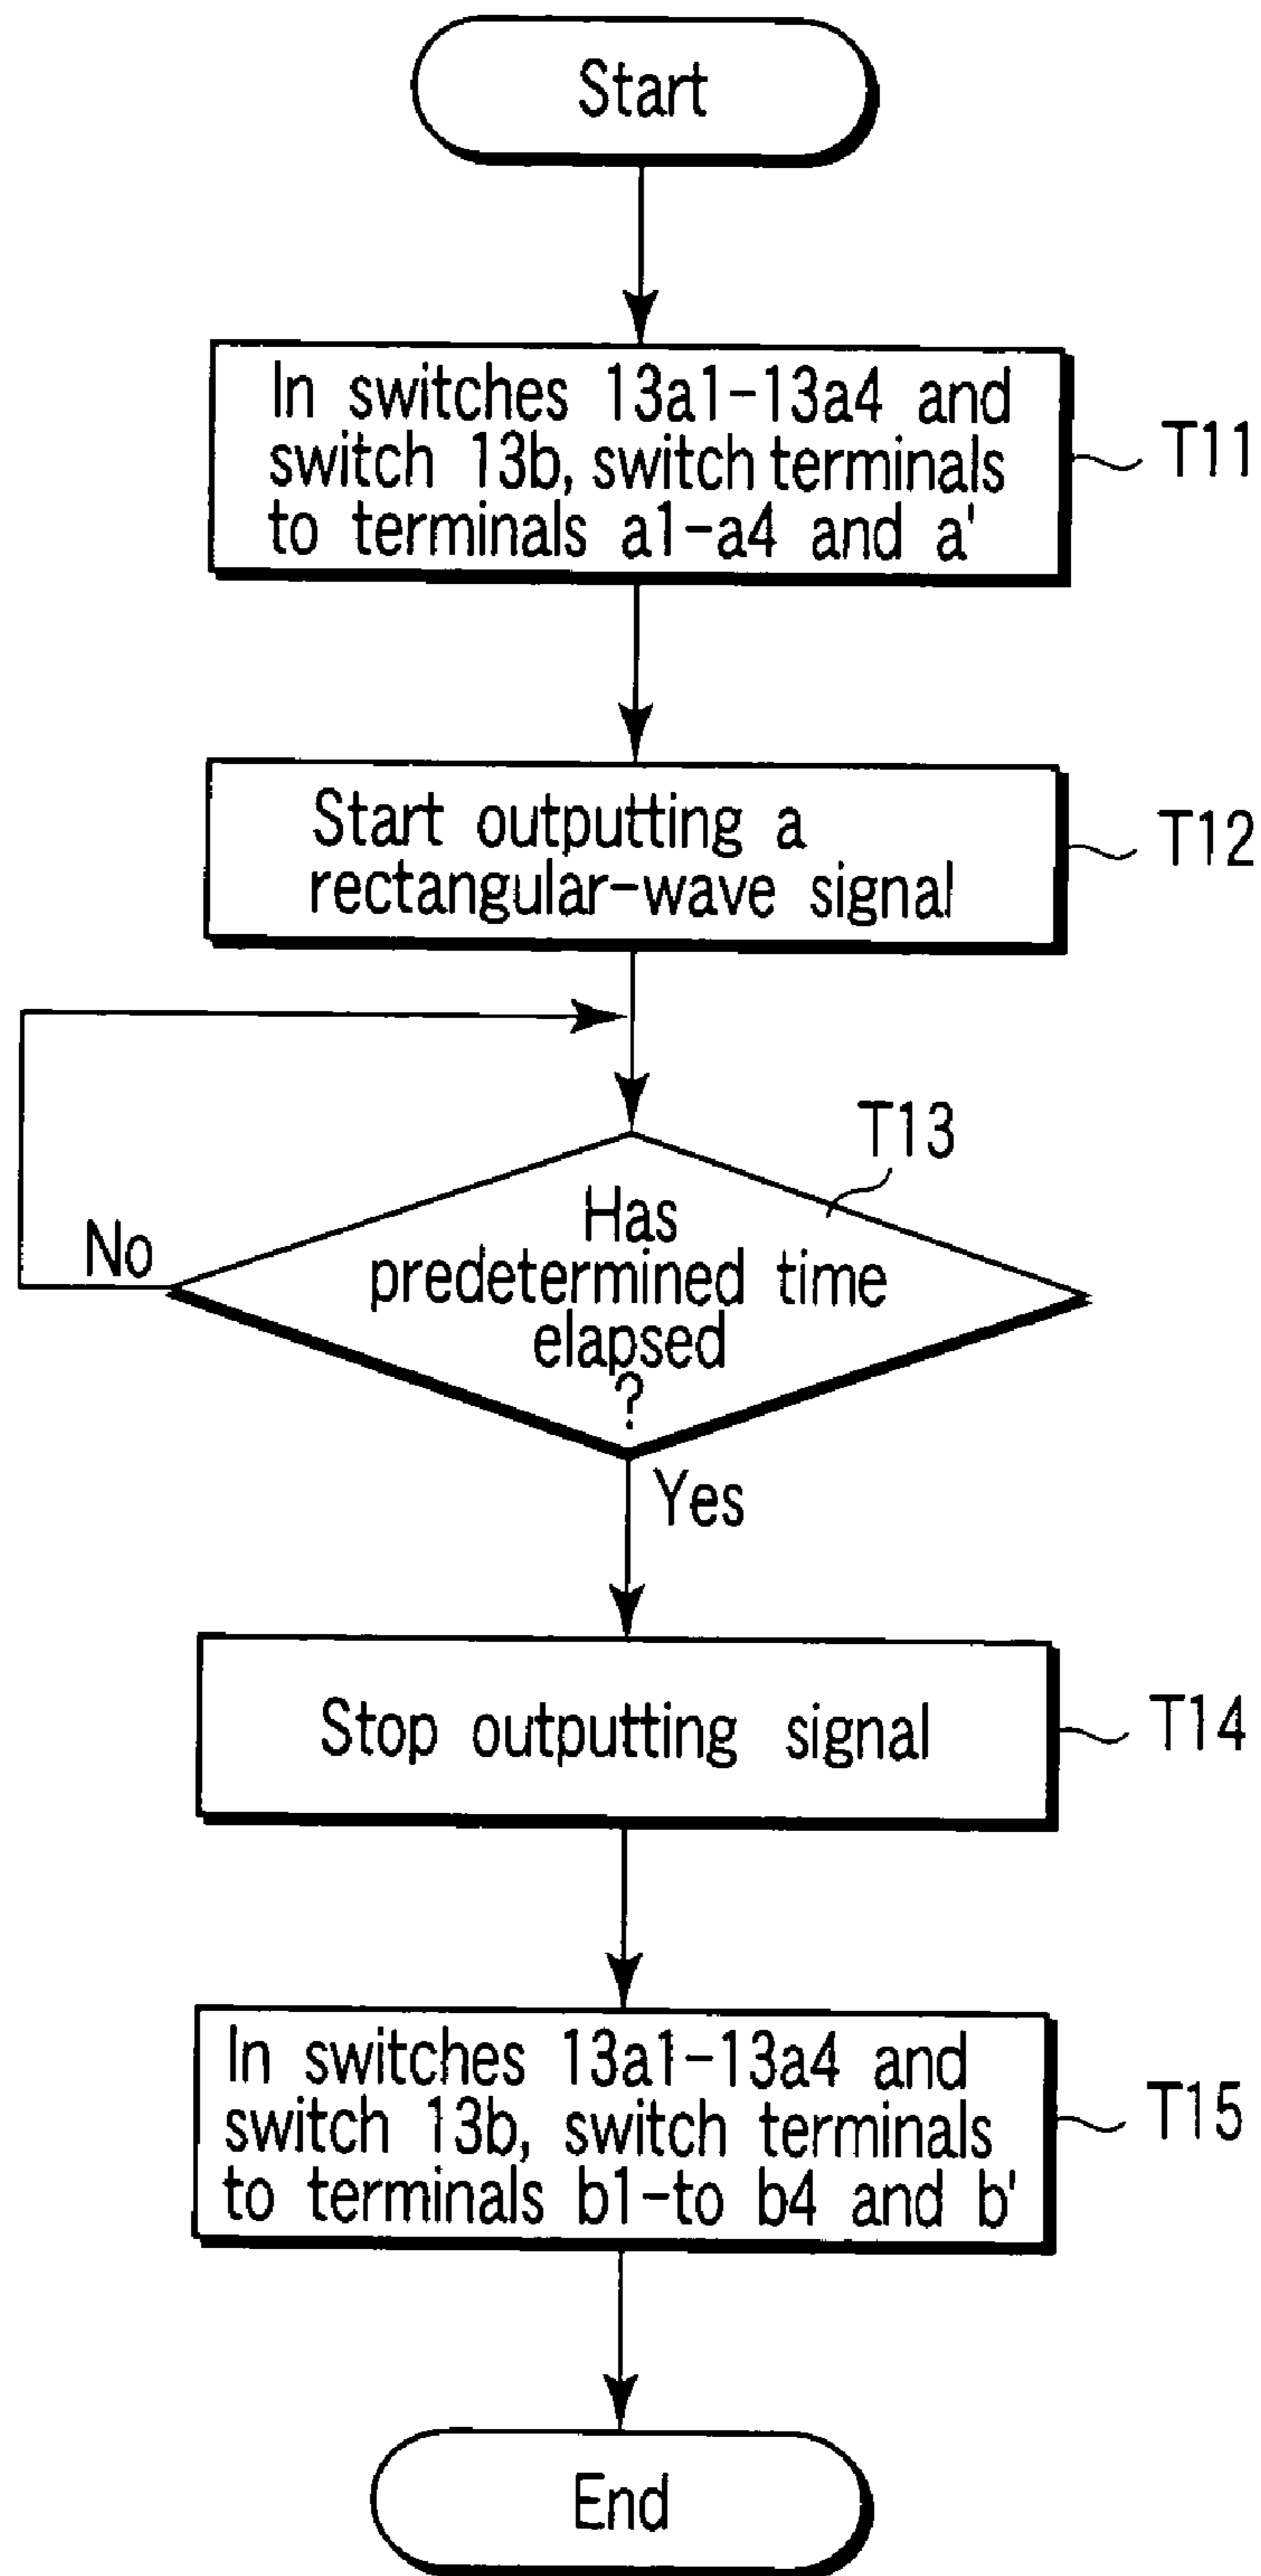 Start
In switches 13a1-13a4 and
switch 13b, switch terminals
to terminals a1-a4 and a'
T11
Start outputting a
rectangular-wave signal
T12
T13
Has
predetermined time
elapsed
?
No
Yes
Stop outputting signal
T14
In switches 13a1-13a4 and
switch 13b, switch terminals
to terminals b1-to b4 and b'
T15
End